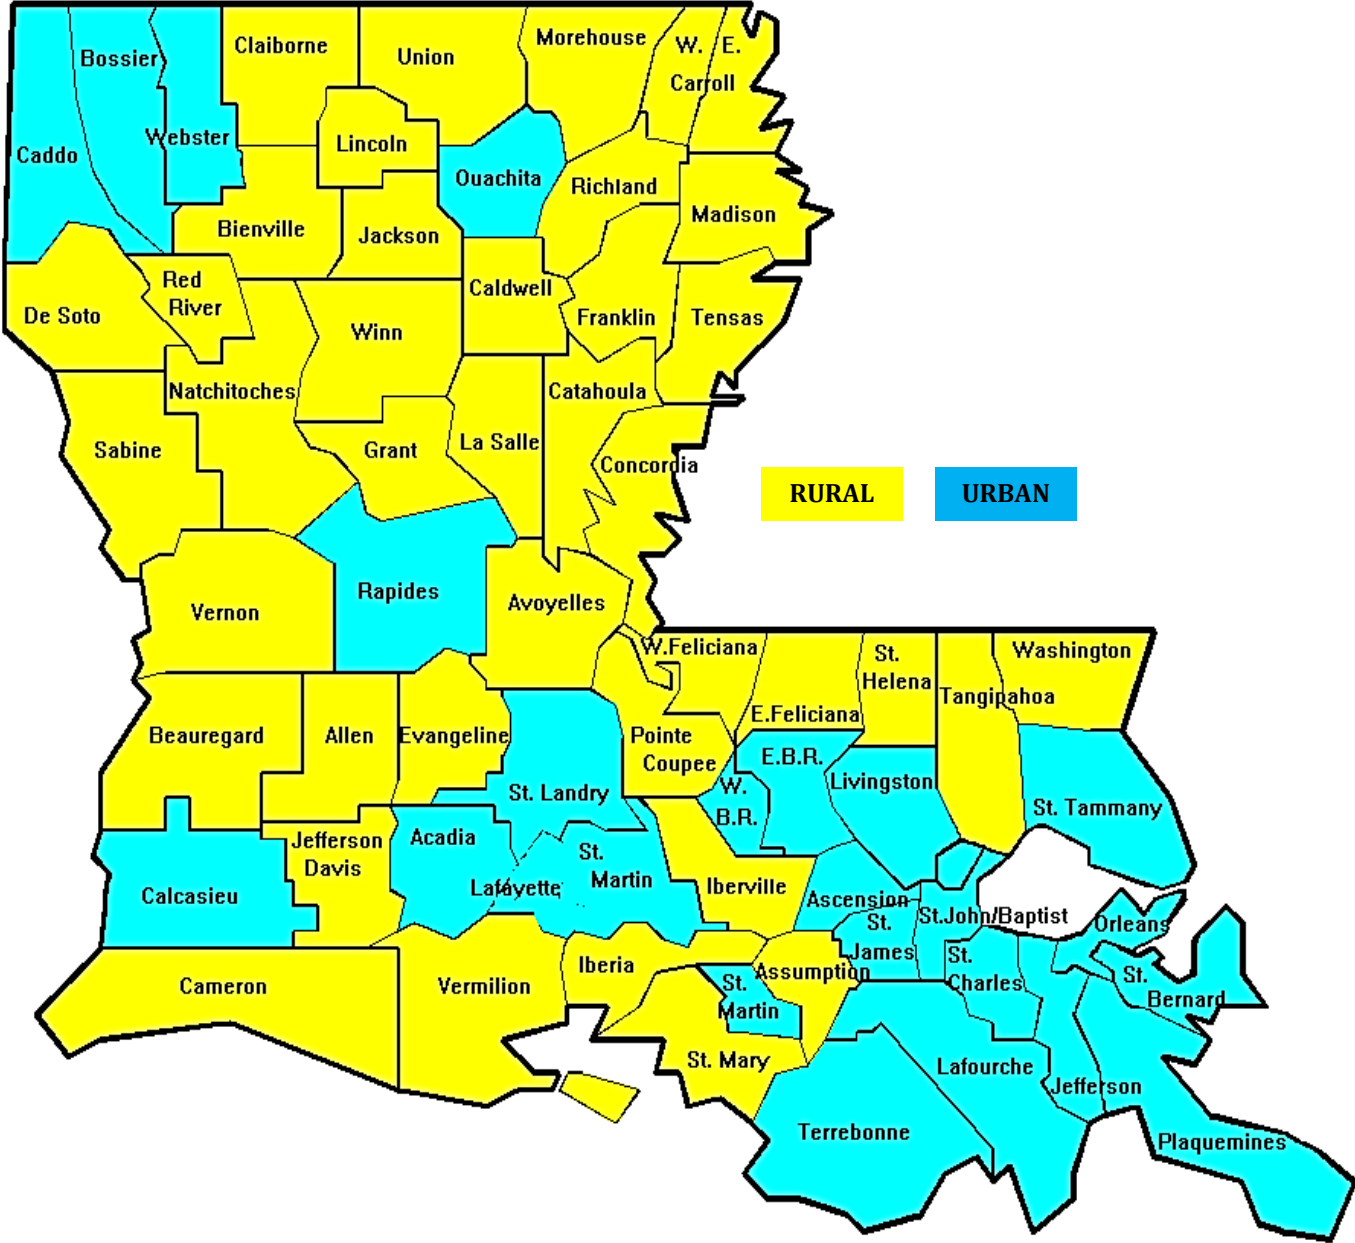 Bossier
Claiborne
Union
Morehouse
W.
E.
Carroll
Caddo
Webster
Lincoln
Ouachita
Richland
Madison
Bienville
Jackson
Red
River
De Soto
Winn
Caldwell
Franklin
Tensas
Natchitoches
Catahoula
Sabine
Grant
La Salle
Concordia
RURAL
URBAN
Vernon
Rapides
Avoyelles
W.Feliciana
St.
Helena
Washington
Tangipahoa
E.Feliciana
Beauregard
Allen
Evangeline
Pointe
Coupee
E.B.R.
W.
B.R.
Livingston
St. Tammany
St. Landry
Jefferson
Davis
Acadia
St.
Martin
Lafayette
Iberville
Calcasieu
Ascension
St.John/Baptist
Orleans
St.
James
St.
Charles
St.
Bernard
Cameron
Vermilion
Iberia
Assumption
St.
Martin
St. Mary
Lafourche
Jefferson
Terrebonne
Plaquemines